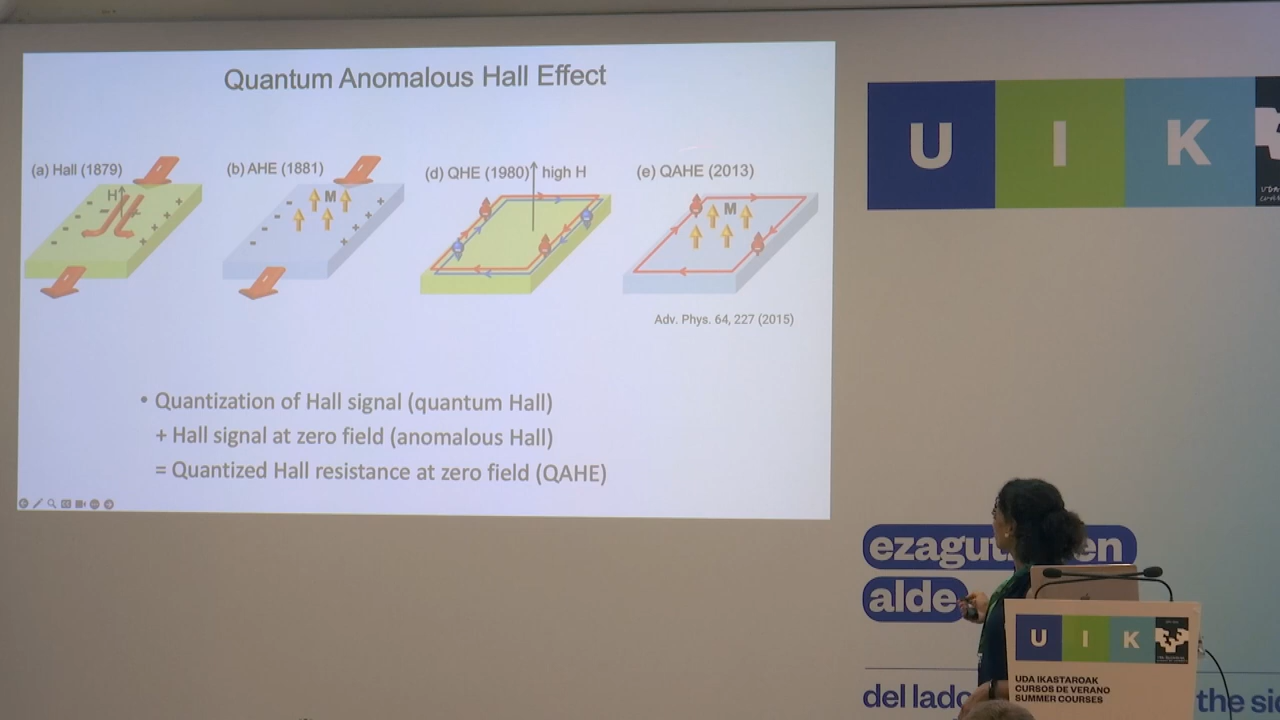 Quantum Anomalous Hall Effect
(a) Hall (1879)
H
(b) AHE (1881)
M
(d) QHE (1980)
high H
(e) QAHE (2013)
M
Adv. Phys. 64, 227 (2015)
• Quantization of Hall signal (quantum Hall)
+ Hall signal at zero field (anomalous Hall)
= Quantized Hall resistance at zero field (QAHE)
U I K
ezagut en
alde
del lado
the si
U I K
UDA IKASTAROAK
CURSOS DE VERANO
SUMMER COURSES